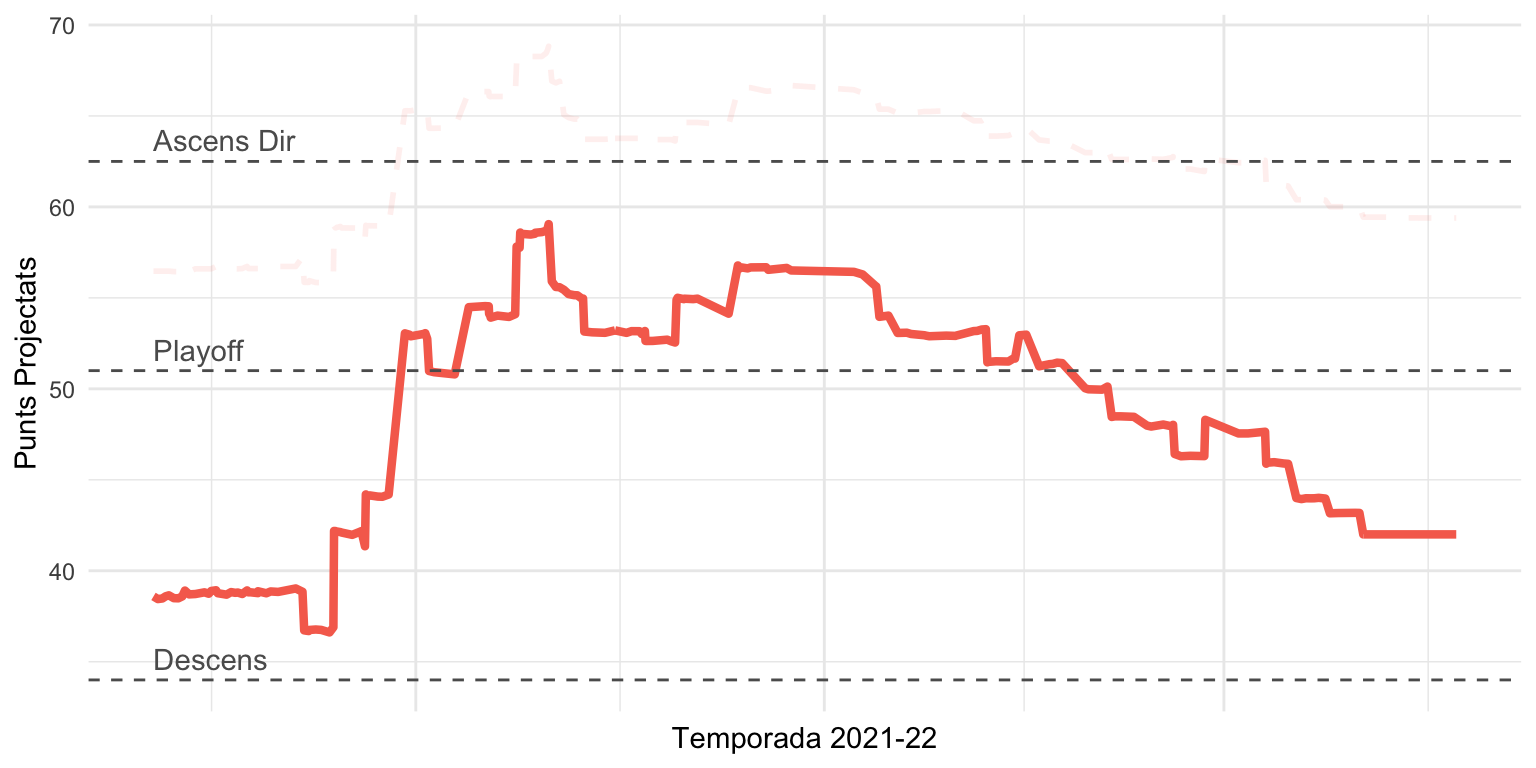 70
60
50
40
Punts Projectats
Ascens Dir
Playoff
Descens
Temporada 2021-22